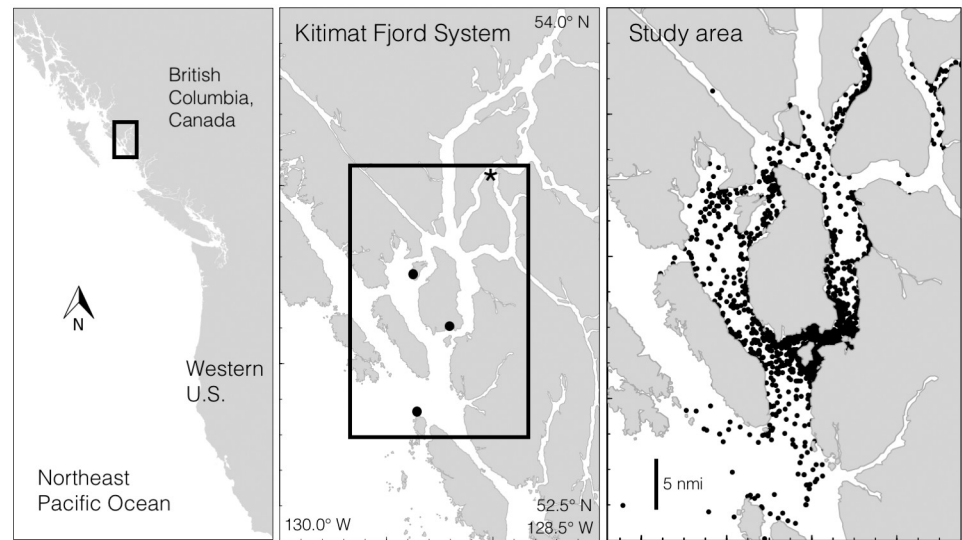 British
Columbia,
Canada
N
Western
U.S.
Northeast
Pacific Ocean
Kitimat Fjord System
54.0° N
*
130.0° W
52.5° N
128.5° W
Study area
5 nmi